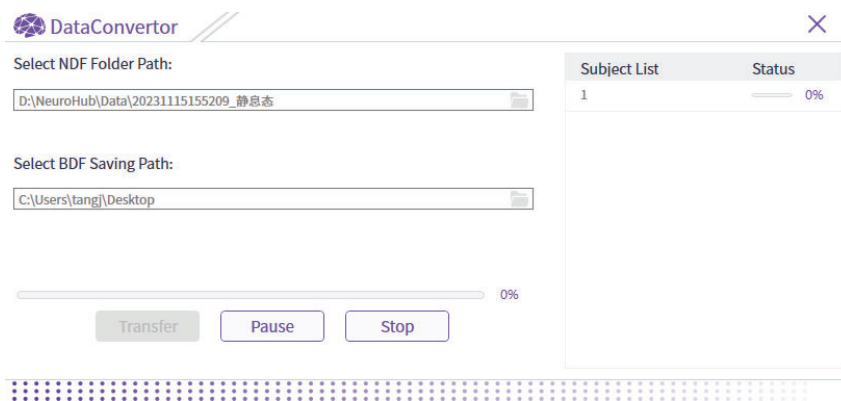 DataConvertor
Select NDF Folder Path:
D:\NeuroHub\Data\20231115155209_静息态
Select BDF Saving Path:
C:\Users\tangj\Desktop
0%
Transfer
Pause
Stop
Subject List
Status
1
0%